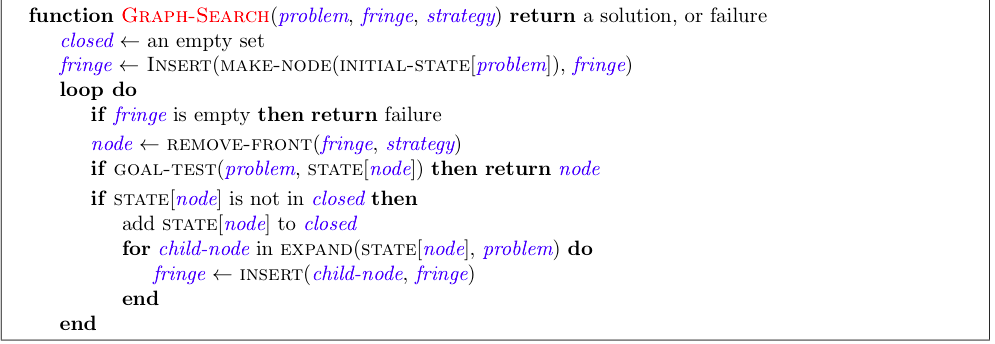 function GRAPH-SEARCH(problem, fringe, strategy) return a solution, or failure
closed ← an empty set
fringe ← INSERT(MAKE-NODE(INITIAL-STATE[problem]), fringe)
loop do
if fringe is empty then return failure
node ← REMOVE-FRONT(fringe, strategy)
if GOAL-TEST(problem, STATE[node]) then return node
if STATE[node] is not in closed then
add STATE[node] to closed
for child-node in EXPAND(STATE[node], problem) do
fringe ← INSERT(child-node, fringe)
end
end